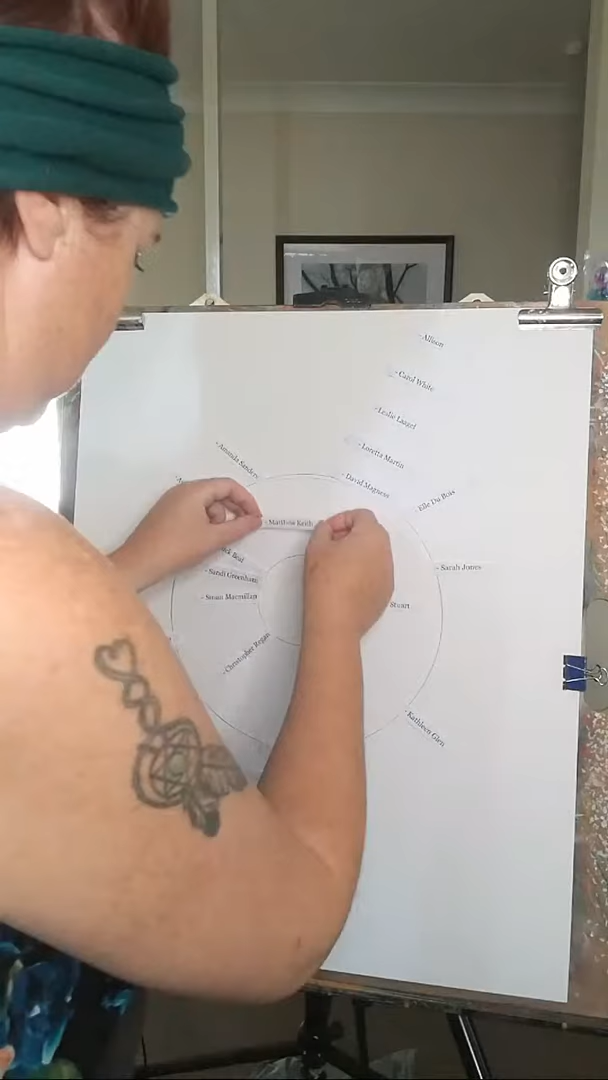 - Allison
- Carol White
- Leslie Laagel
- Loretta Martin
- Amanda Sanders
- David Magness
- Elle Du Bois
- Matthew Keith
- Sarah Jones
- Sandi Greenham
- Susan Macmillan
Stuart
- Christopher Regan
- Kathleen Glen